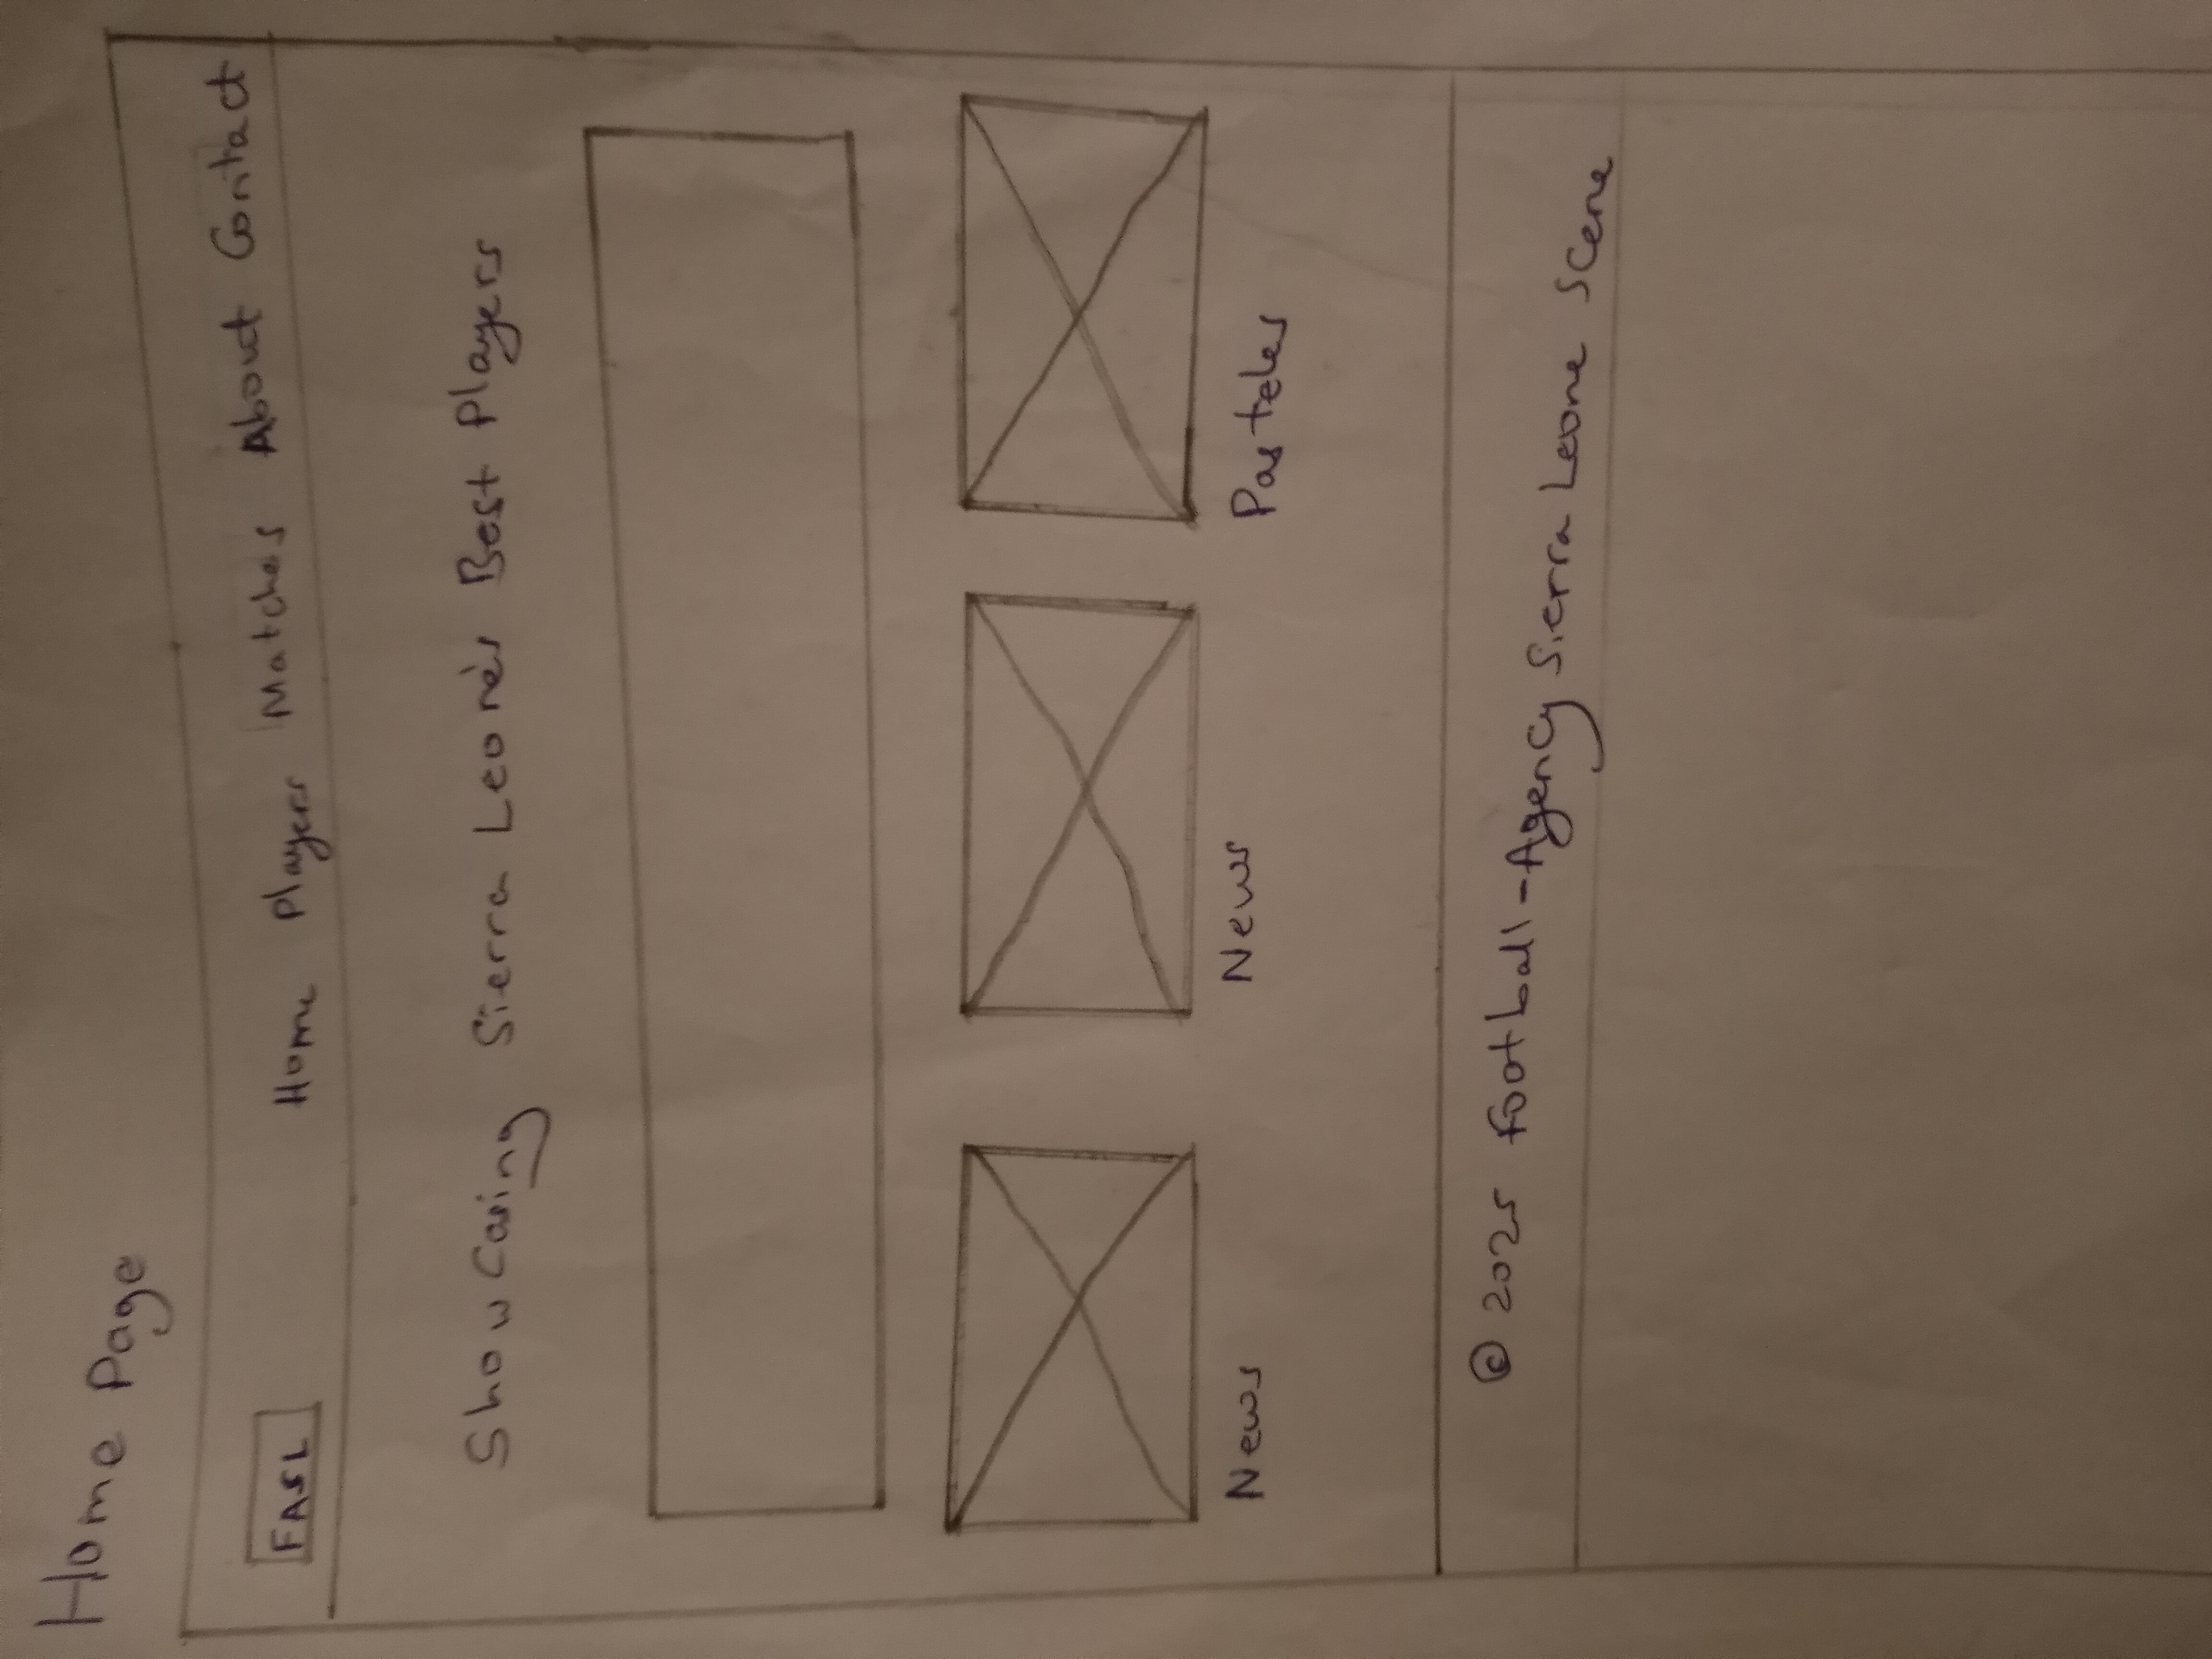 Home Page
FASL
Home Players Matches About Contact
Showcasing Sierra Leone's Best Players
News News Pasteles
© 2025 Football-Agency Sierra Leone Scene